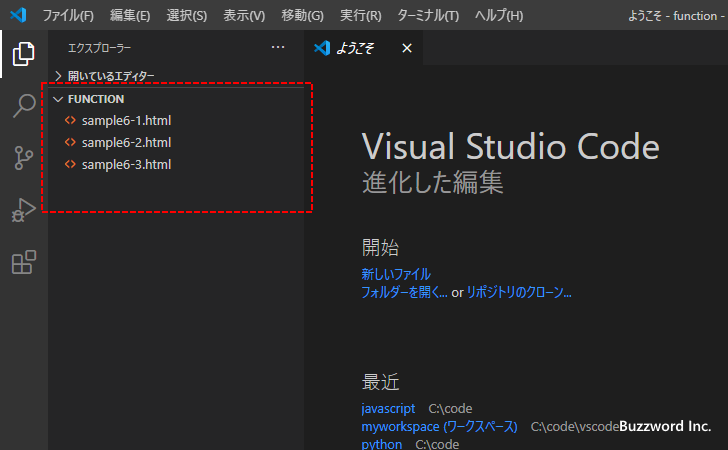 ファイル(F) 編集(E) 選択(S) 表示(V) 移動(G) 実行(R) ターミナル(T) ヘルプ(H) ようこそ - function -
エクスプローラー ···
ようこそ ×
開いているエディター
FUNCTION
<> sample6-1.html
<> sample6-2.html
<> sample6-3.html
Visual Studio Code
進化した編集
開始
新しいファイル
フォルダーを開く... or リポジトリのクローン...
最近
javascript C:\code
myworkspace (ワークスペース) C:\code\vscode
python C:\code
Buzzword Inc.